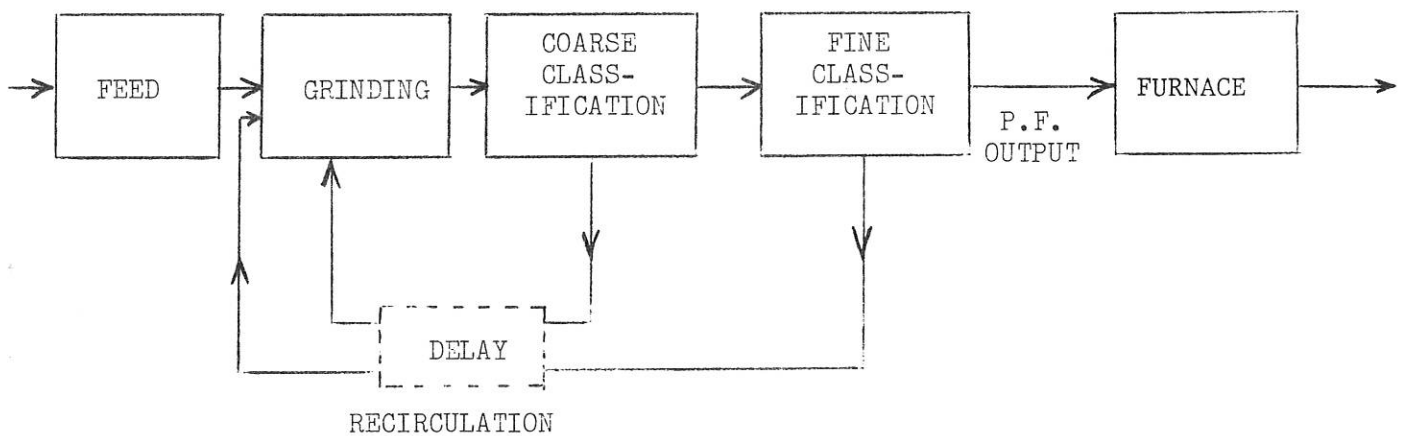 FEED
GRINDING
COARSE
CLASS-
IFICATION
FINE
CLASS-
IFICATION
P.F.
OUTPUT
FURNACE
DELAY
RECIRCULATION